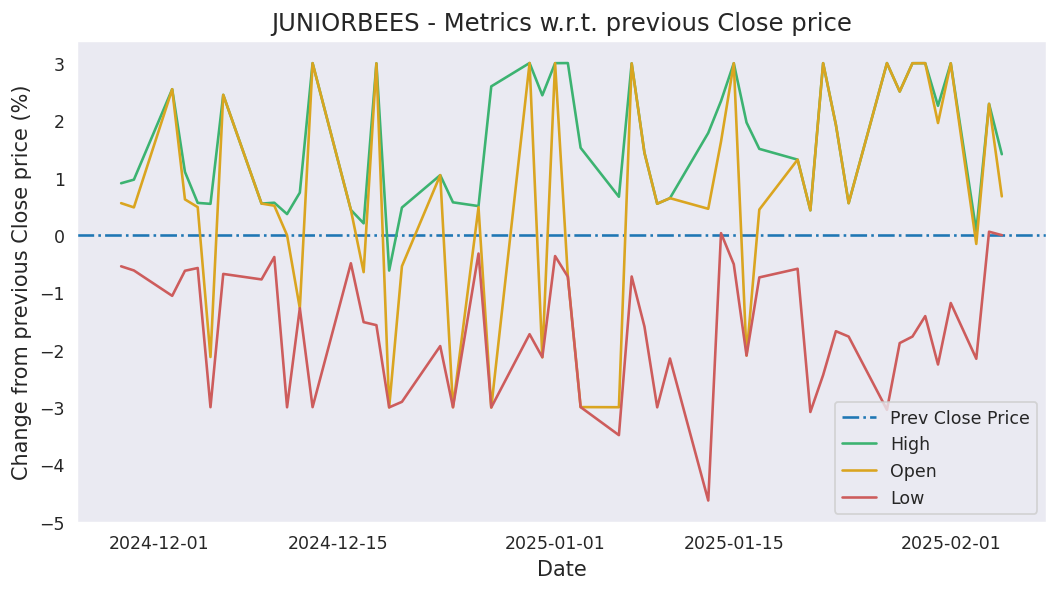 JUNIORBEES - Metrics w.r.t. previous Close price
Change from previous Close price (%)
3
2
1
0
−1
−2
−3
−4
−5
Prev Close Price
High
Open
Low
2024-12-01
2024-12-15
2025-01-01
2025-01-15
2025-02-01
Date